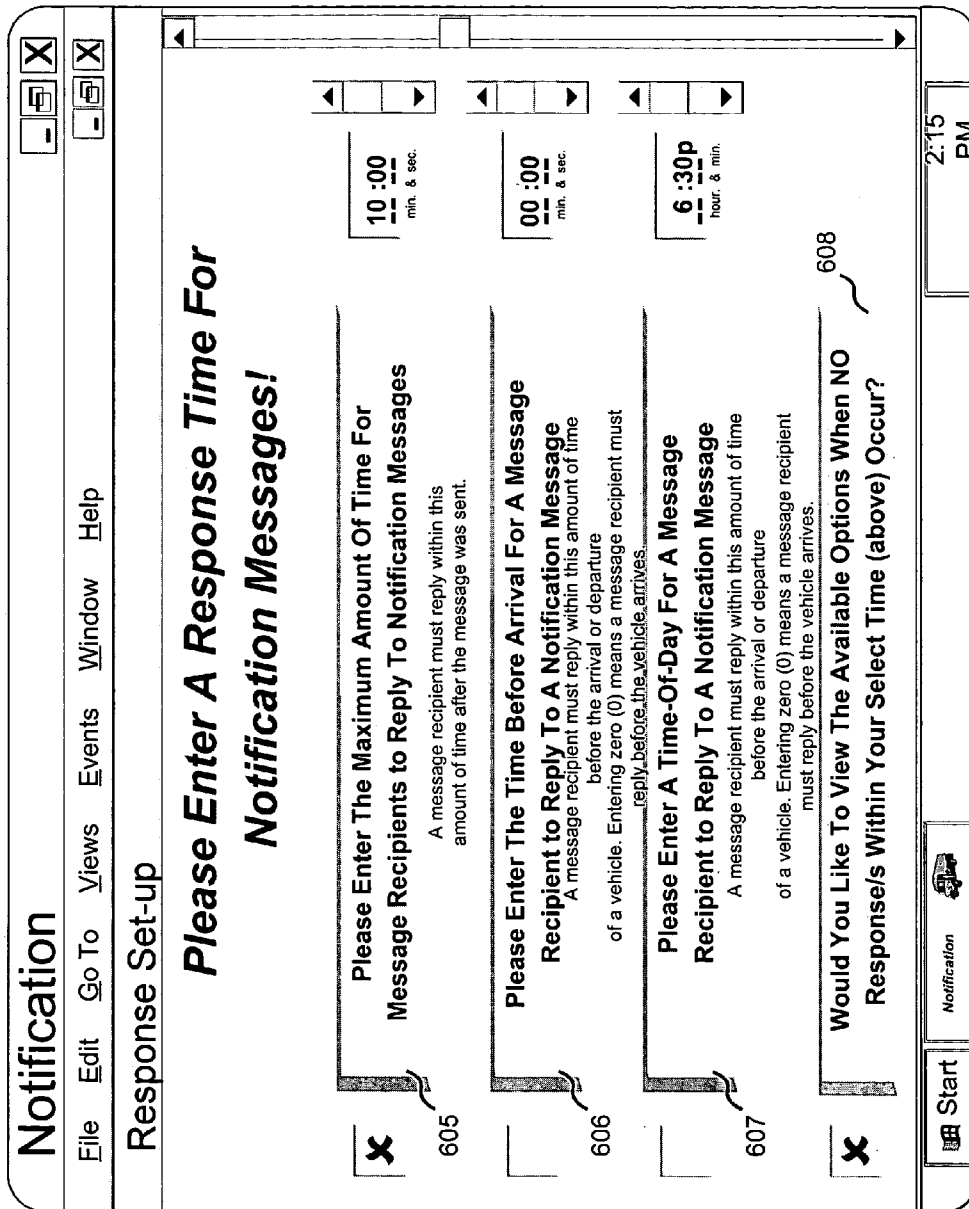 Notification
File Edit Go To Views Events Window Help
Response Set-up
Please Enter A Response Time For
Notification Messages!
Please Enter The Maximum Amount Of Time For
Message Recipients to Reply To Notification Messages
A message recipient must reply within this
amount of time after the message was sent.
10 :00
min. & sec.
605
Please Enter The Time Before Arrival For A Message
Recipient to Reply To A Notification Message
A message recipient must reply within this amount of time
before the arrival or departure
of a vehicle. Entering zero (0) means a message recipient must
reply before the vehicle arrives.
00 :00
min. & sec.
606
Please Enter A Time-Of-Day For A Message
Recipient to Reply To A Notification Message
A message recipient must reply within this amount of time
before the arrival or departure
of a vehicle. Entering zero (0) means a message recipient
must reply before the vehicle arrives.
6 :30p
hour. & min.
607
Would You Like To View The Available Options When NO
Response/s Within Your Select Time (above) Occur?
608
Start
Notification
2:15
PM